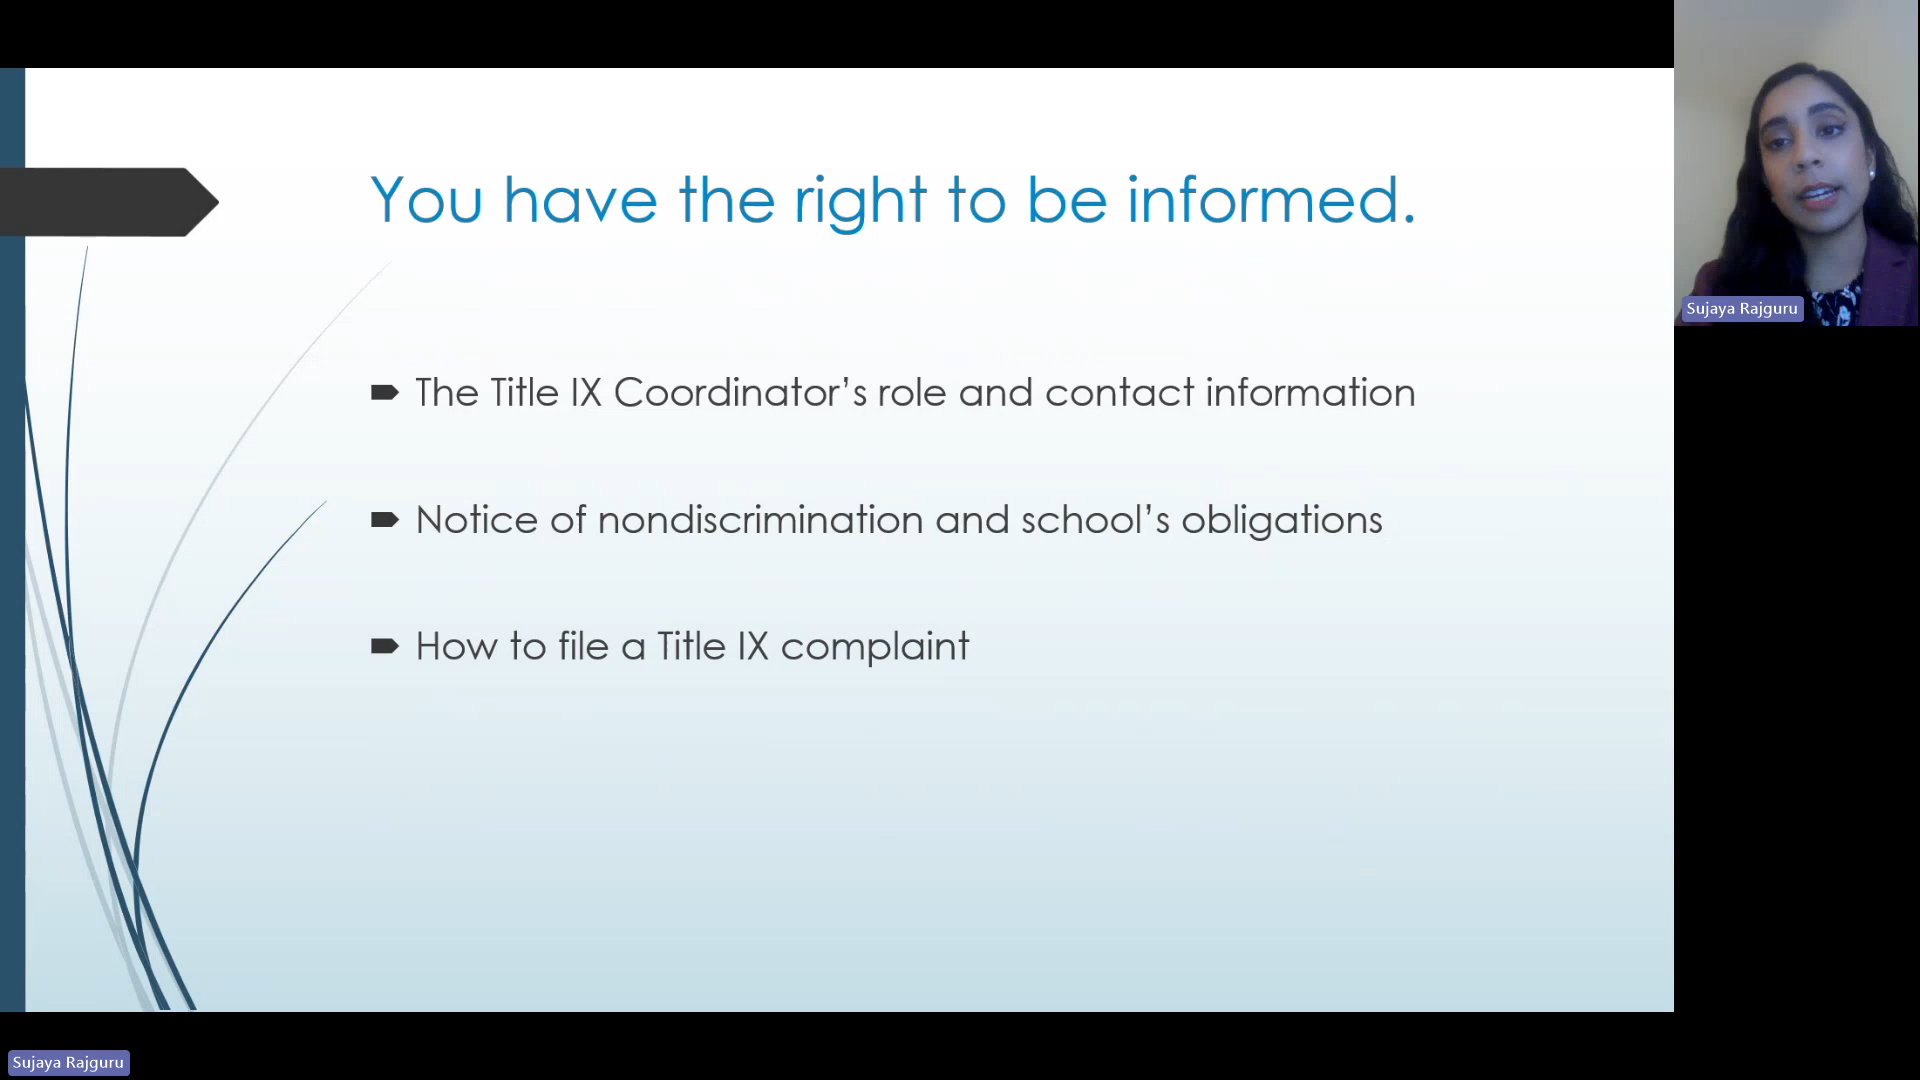 You have the right to be informed.
The Title IX Coordinator’s role and contact information
Notice of nondiscrimination and school’s obligations
How to file a Title IX complaint
Sujaya Rajguru
Sujaya Rajguru